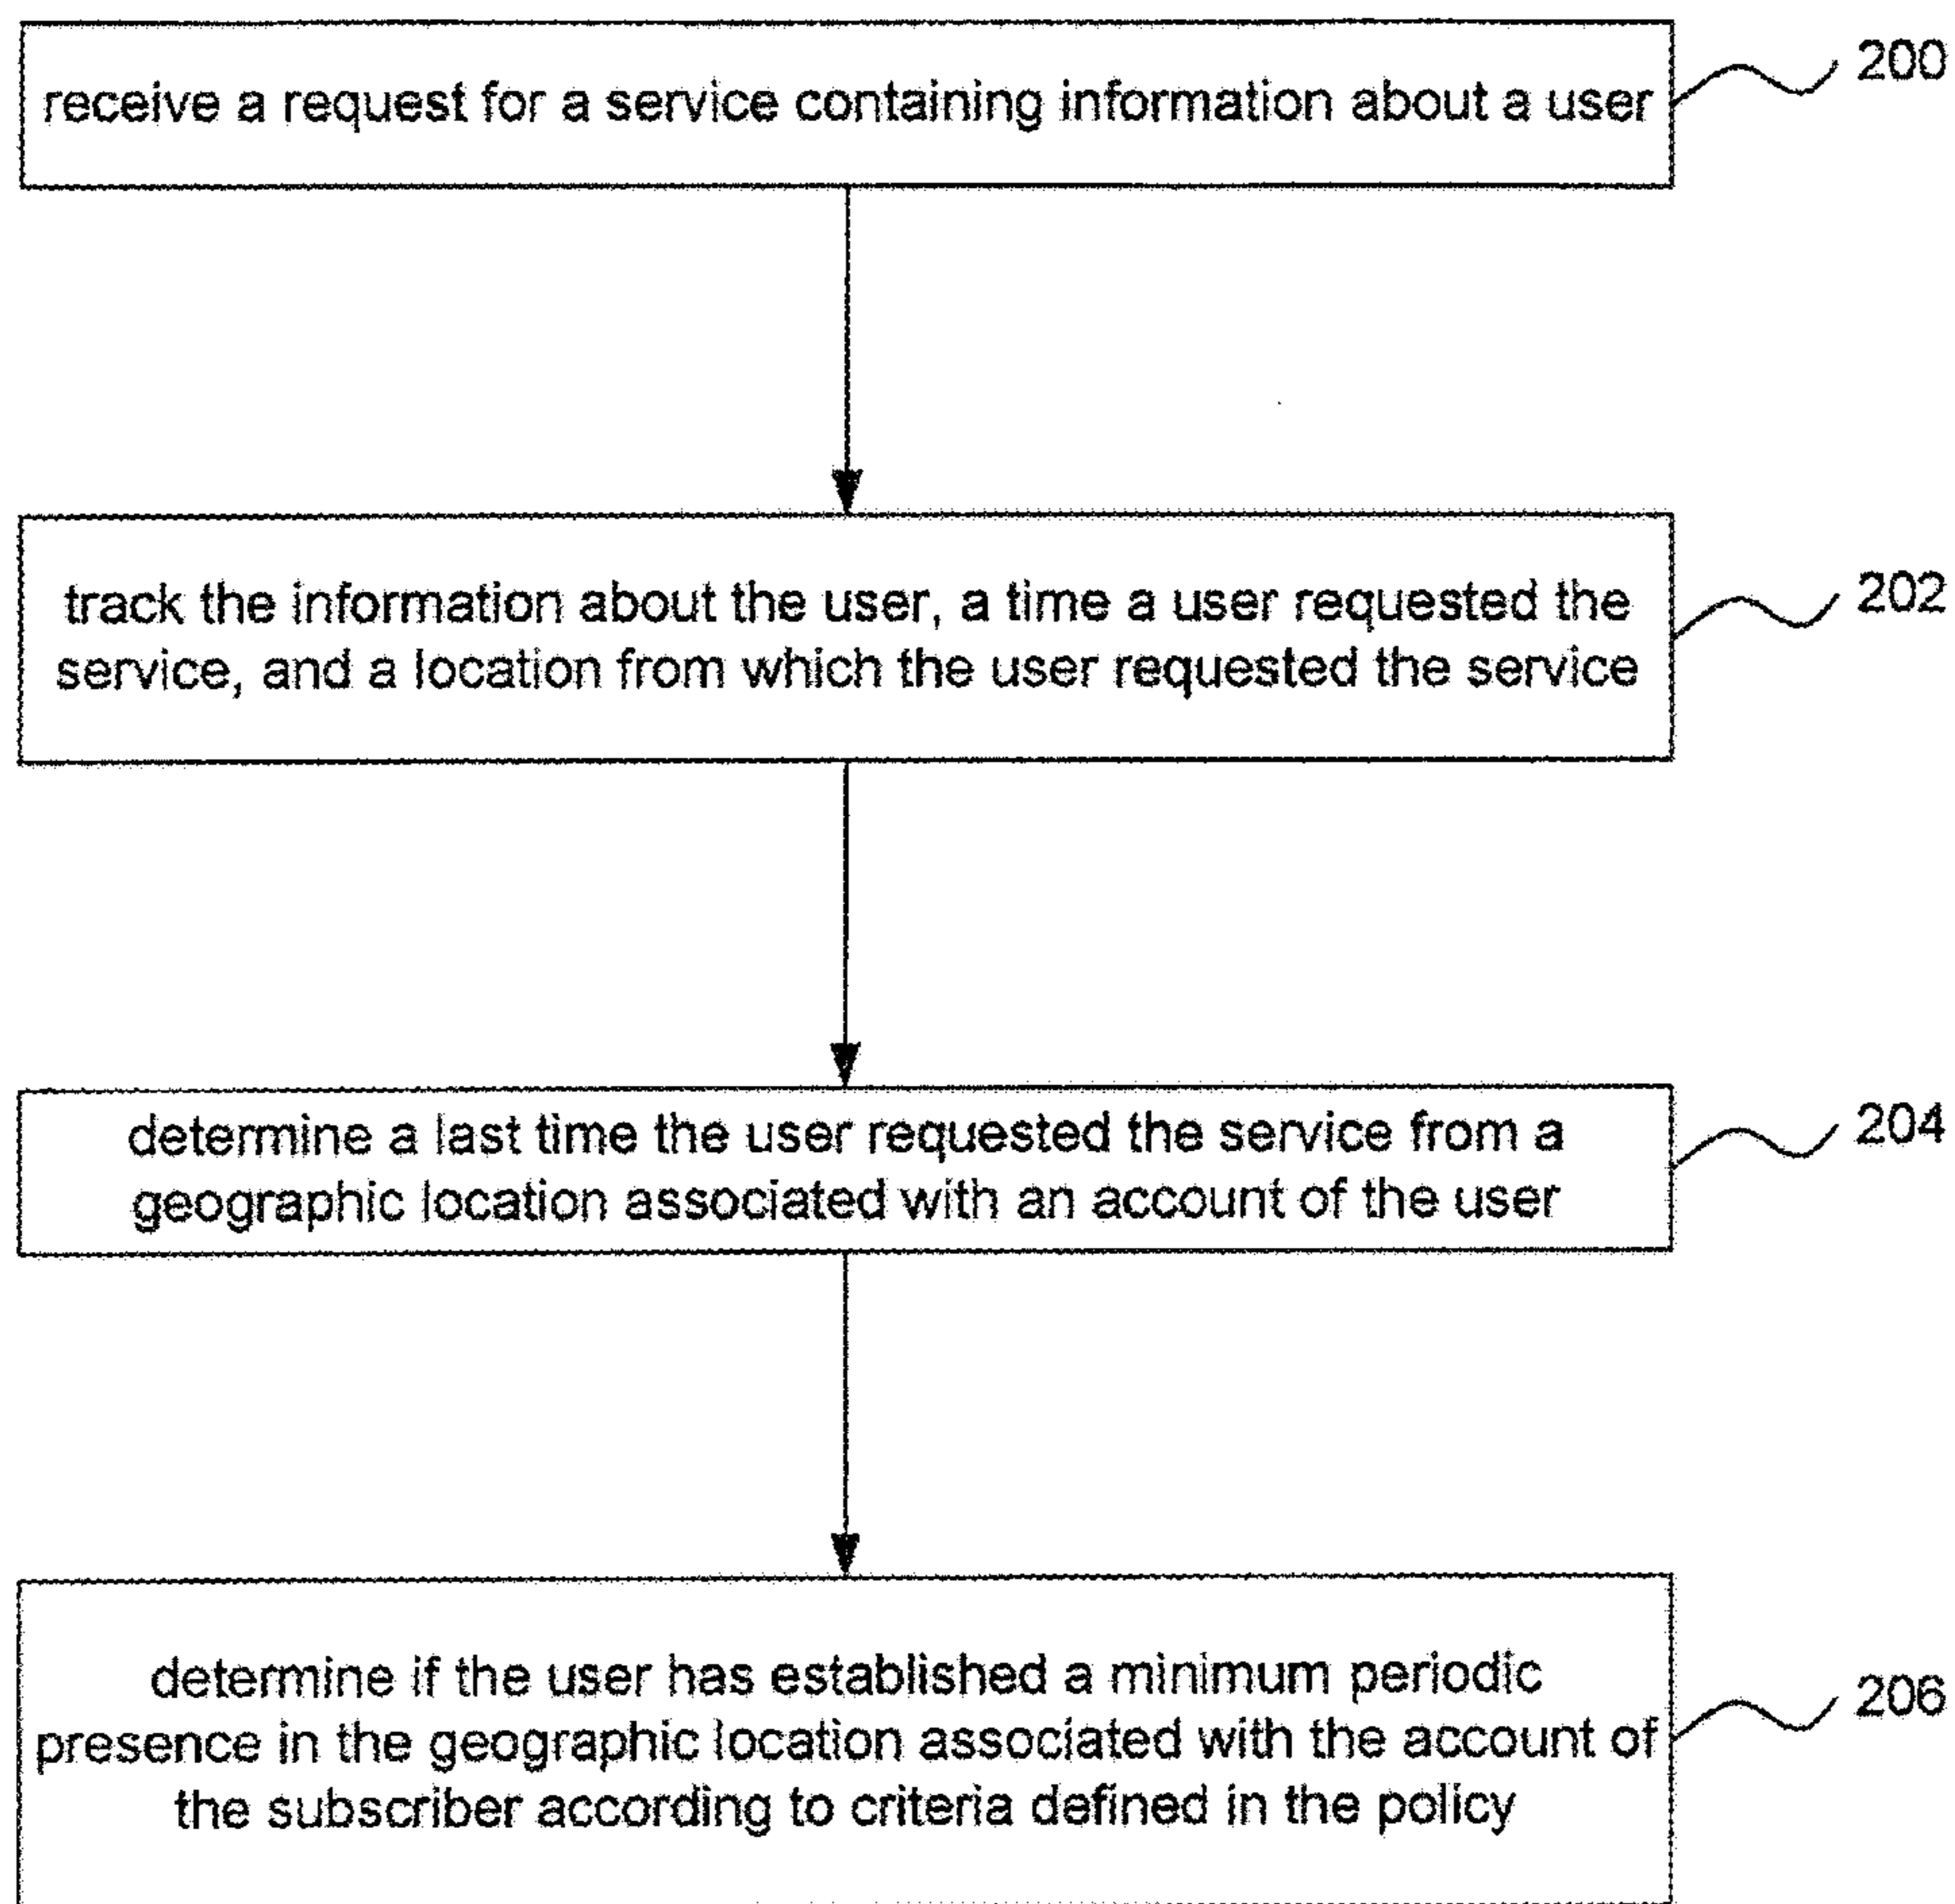 receive a request for a service containing information about a user
200
track the information about the user, a time a user requested the
service, and a location from which the user requested the service
202
determine a last time the user requested the service from a
geographic location associated with an account of the user
204
determine if the user has established a minimum periodic
presence in the geographic location associated with the account of
the subscriber according to criteria defined in the policy
206